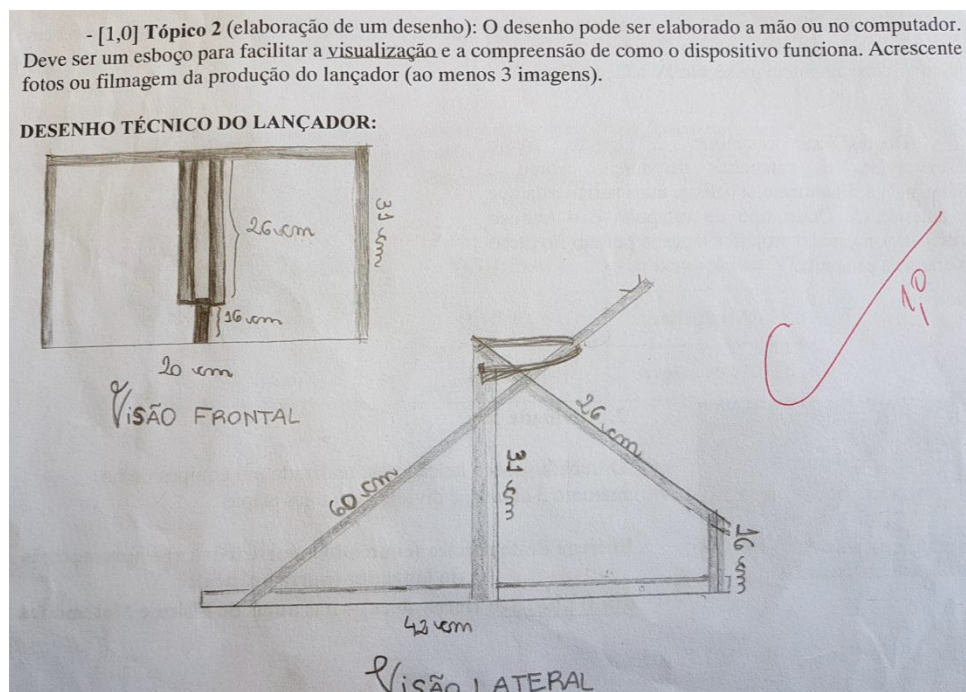 - [1,0] Tópico 2 (elaboração de um desenho): O desenho pode ser elaborado a mão ou no computador.
Deve ser um esboço para facilitar a visualização e a compreensão de como o dispositivo funciona. Acrescente
fotos ou filmagem da produção do lançador (ao menos 3 imagens).
DESENHO TÉCNICO DO LANÇADOR:
26 cm
31 cm
16 cm
20 cm
VISÃO FRONTAL
1,0
26 cm
60 cm
31 cm
16 cm
42 cm
VISÃO LATERAL